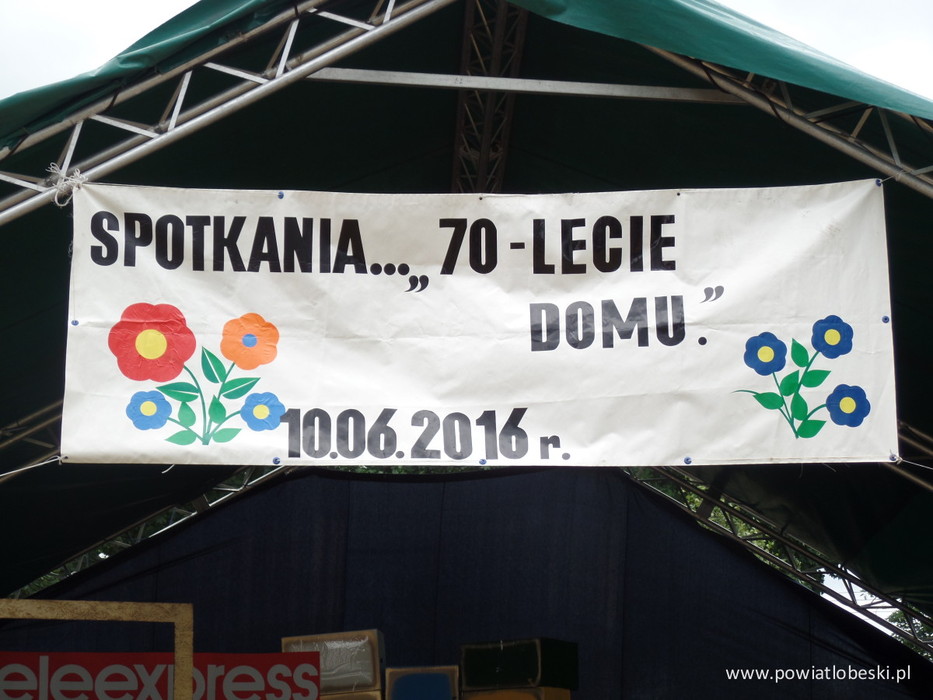 SPOTKANIA...„70-LECIE
DOMU.”
10.06.2016 r.
eleexpress
www.powiatlobeski.pl